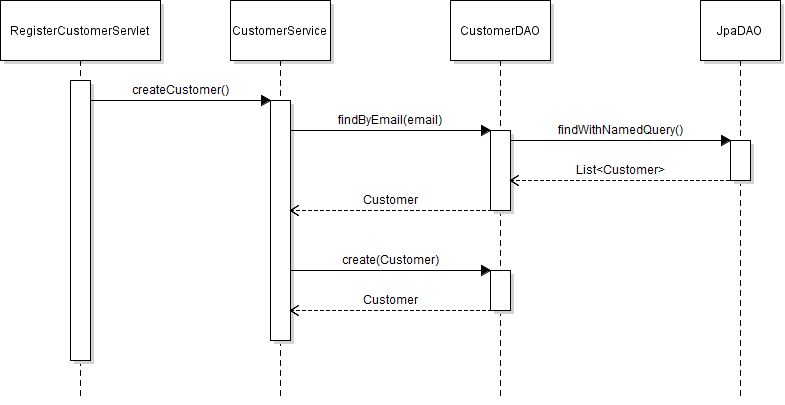 RegisterCustomerServlet
CustomerService
CustomerDAO
JpaDAO
createCustomer()
findByEmail(email)
findWithNamedQuery()
List<Customer>
Customer
create(Customer)
Customer